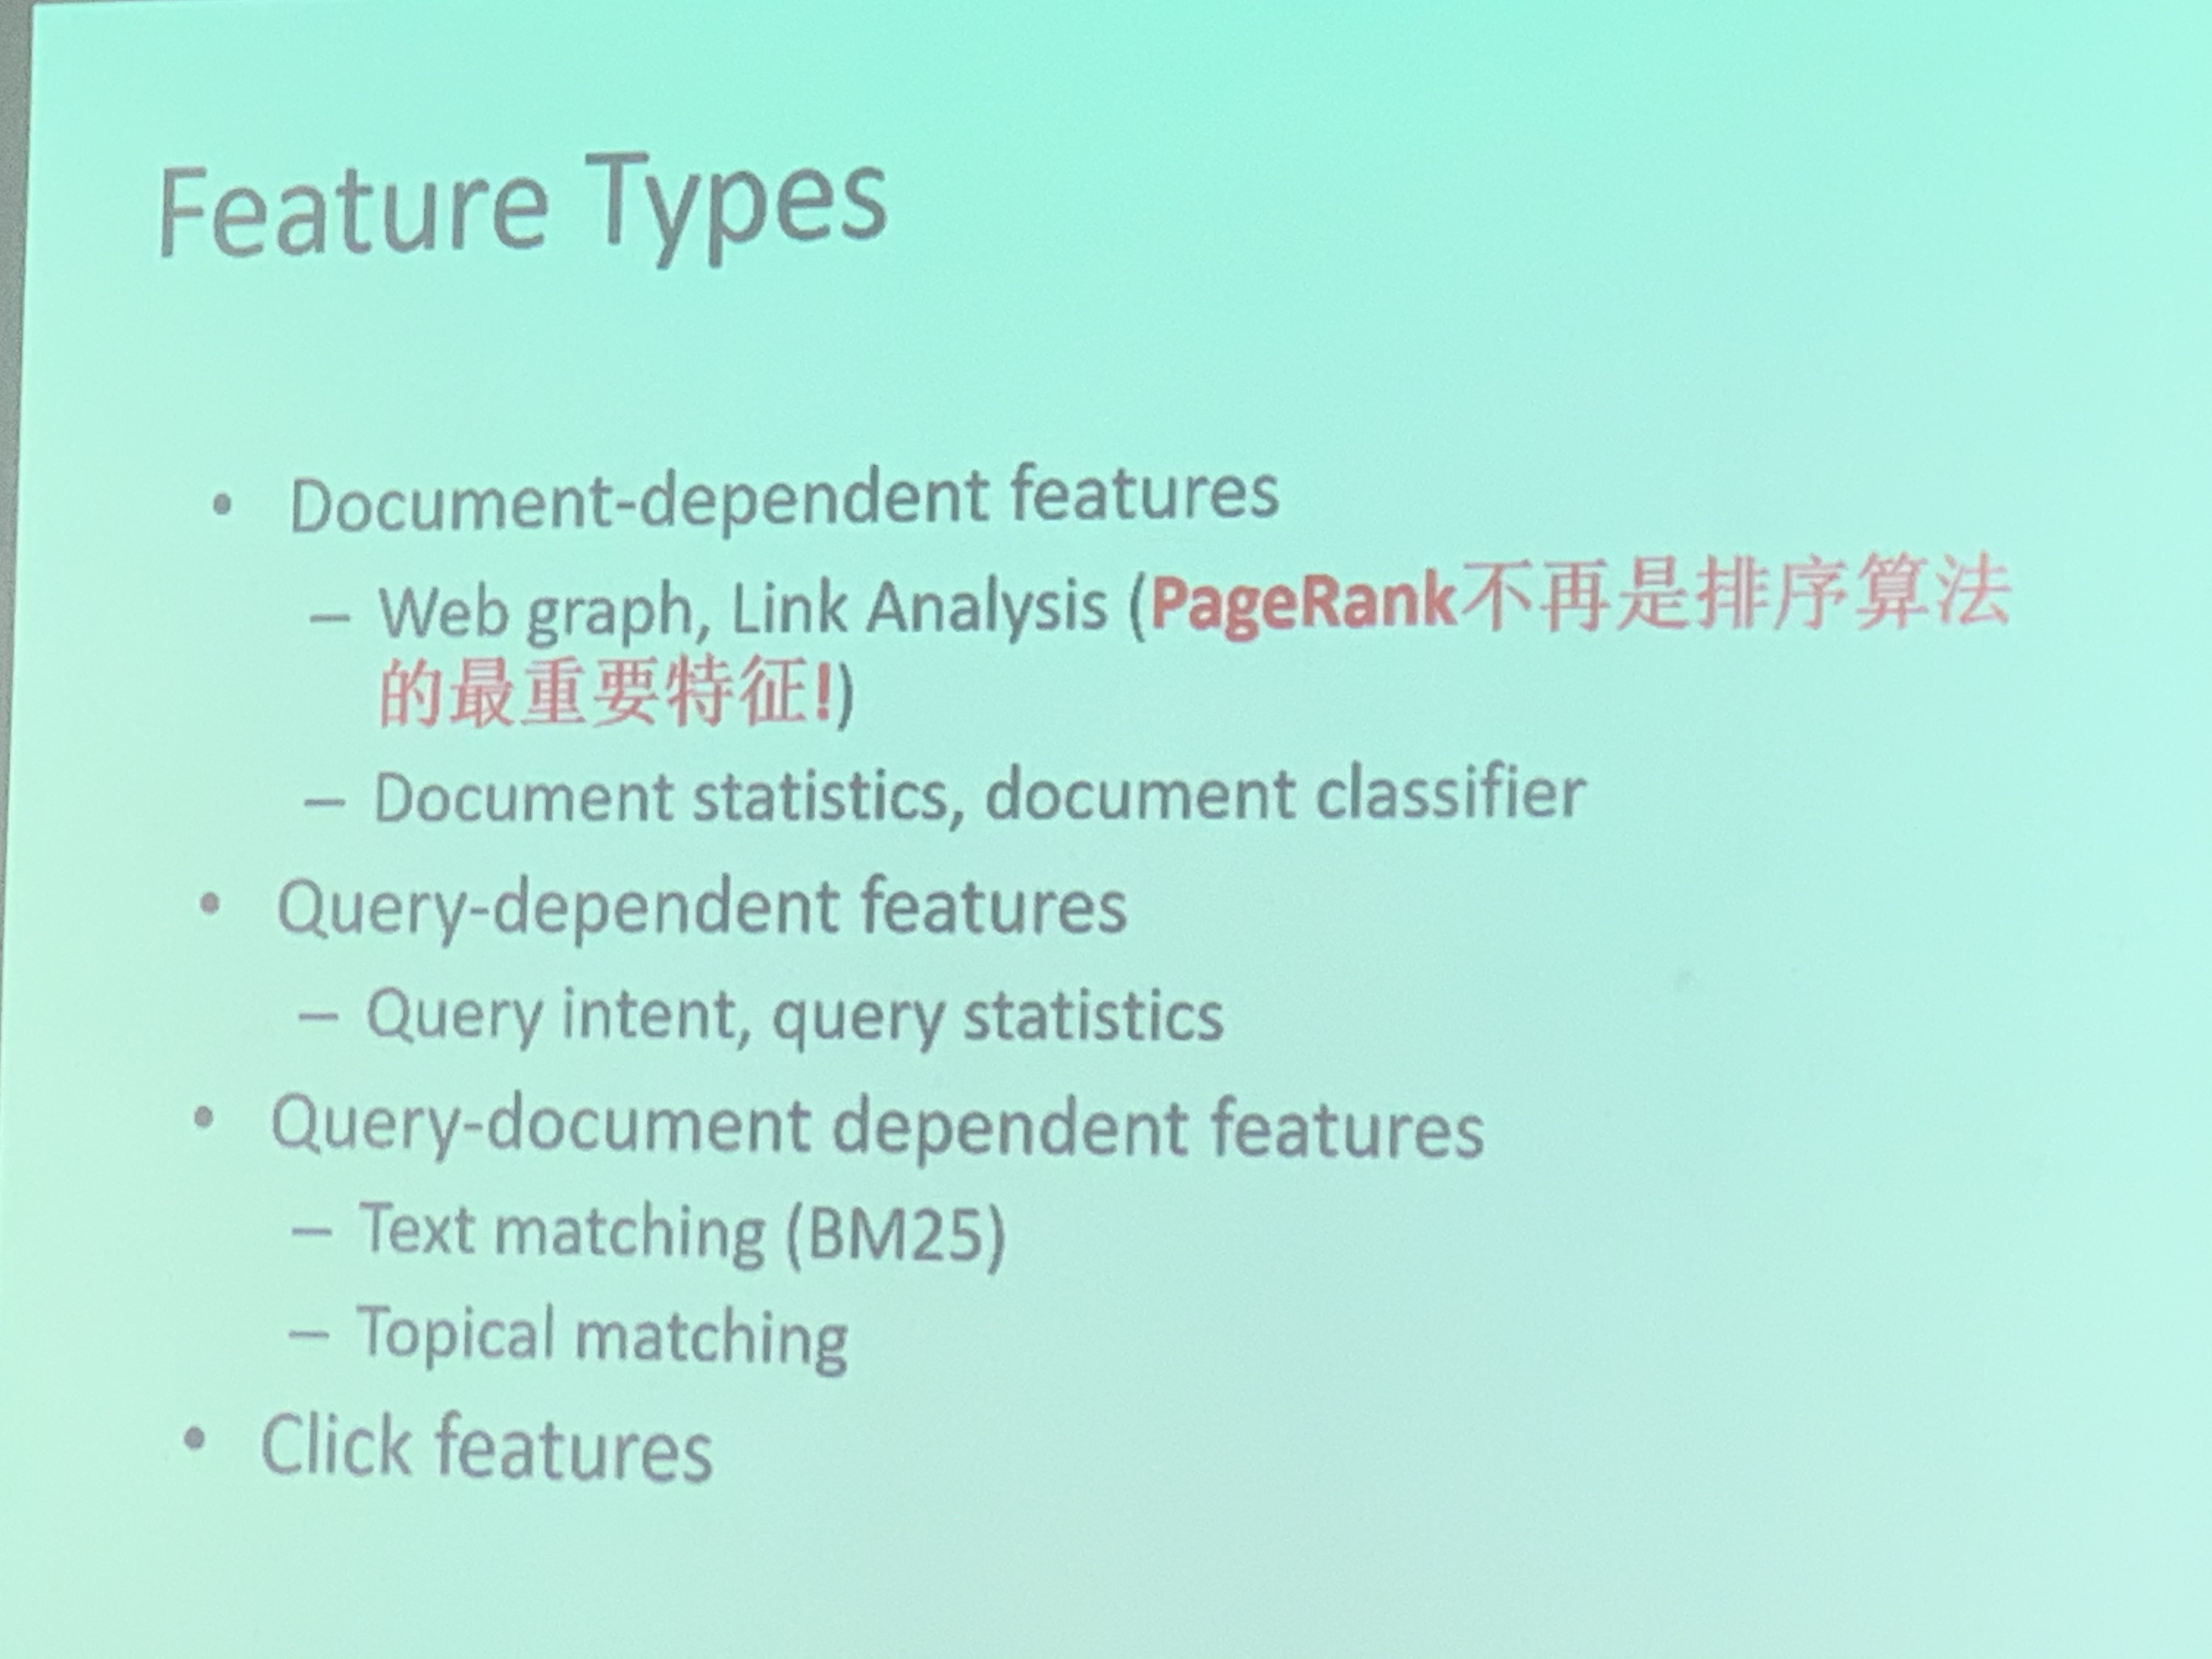 Feature Types
• Document-dependent features
– Web graph, Link Analysis (PageRank不再是排序算法
的最重要特征!)
– Document statistics, document classifier
• Query-dependent features
– Query intent, query statistics
• Query-document dependent features
– Text matching (BM25)
– Topical matching
• Click features